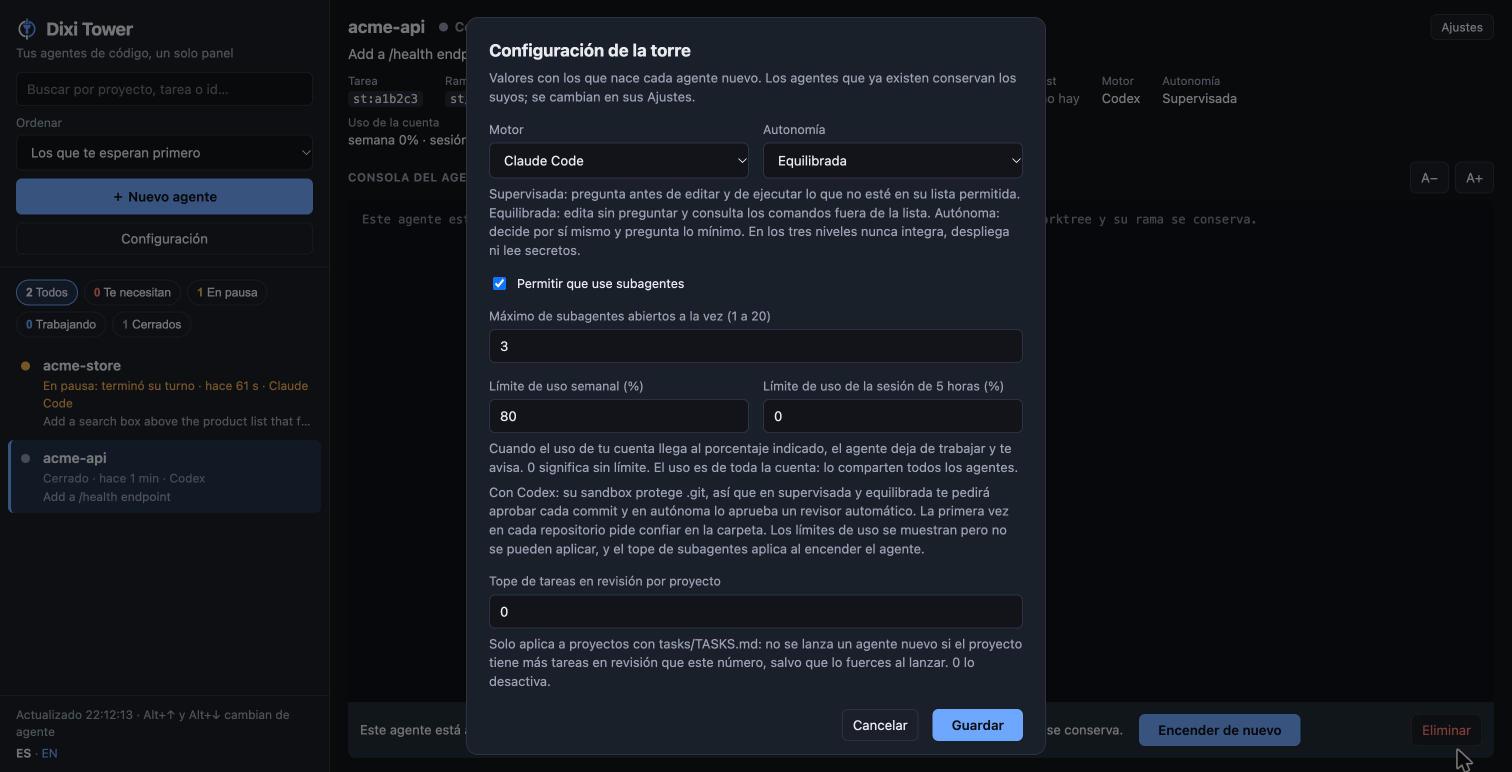 Dixi Tower
Tus agentes de código, un solo panel
Buscar por proyecto, tarea o id...
Ordenar
Los que te esperan primero
+ Nuevo agente
Configuración
2 Todos
0 Te necesitan
1 En pausa
0 Trabajando
1 Cerrados
acme-store
En pausa: terminó su turno · hace 61 s · Claude
Code
Add a search box above the product list that f...
acme-api
Cerrado · hace 1 min · Codex
Add a /health endpoint
Actualizado 22:12:13 · Alt+↑ y Alt+↓ cambian de
agente
ES · EN
acme-api
Ajustes
Add a /health endp
Tarea
st:a1b2c3
Motor
Codex
Autonomía
Supervisada
Uso de la cuenta
semana 0% · sesión
CONSOLA DEL AGE
A−
A+
Este agente est
rktree y su rama se conserva.
Configuración de la torre
Valores con los que nace cada agente nuevo. Los agentes que ya existen conservan los
suyos; se cambian en sus Ajustes.
Motor
Autonomía
Claude Code
Equilibrada
Supervisada: pregunta antes de editar y de ejecutar lo que no esté en su lista permitida.
Equilibrada: edita sin preguntar y consulta los comandos fuera de la lista. Autónoma:
decide por sí mismo y pregunta lo mínimo. En los tres niveles nunca integra, despliega
ni lee secretos.
Permitir que use subagentes
Máximo de subagentes abiertos a la vez (1 a 20)
3
Límite de uso semanal (%)
Límite de uso de la sesión de 5 horas (%)
80
0
Cuando el uso de tu cuenta llega al porcentaje indicado, el agente deja de trabajar y te
avisa. 0 significa sin límite. El uso es de toda la cuenta: lo comparten todos los agentes.
Con Codex: su sandbox protege .git, así que en supervisada y equilibrada te pedirá
aprobar cada commit y en autónoma lo aprueba un revisor automático. La primera vez
en cada repositorio pide confiar en la carpeta. Los límites de uso se muestran pero no
se pueden aplicar, y el tope de subagentes aplica al encender el agente.
Tope de tareas en revisión por proyecto
0
Solo aplica a proyectos con tasks/TASKS.md: no se lanza un agente nuevo si el proyecto
tiene más tareas en revisión que este número, salvo que lo fuerces al lanzar. 0 lo
desactiva.
Cancelar
Guardar
Este agente está
se conserva.
Encender de nuevo
Eliminar